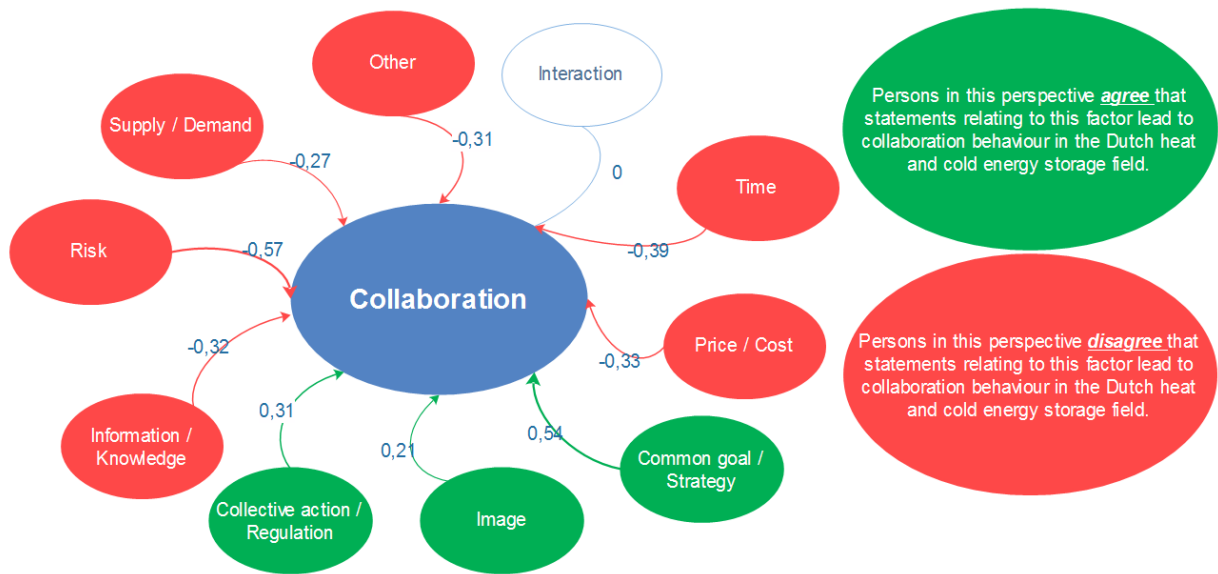 Other
Interaction
Supply / Demand
-0,31
-0,27
0
Time
Risk
-0,57
-0,39
Collaboration
-0,32
-0,33
Price / Cost
0,31
0,21
0,54
Information /
Knowledge
Collective action /
Regulation
Image
Common goal /
Strategy
Persons in this perspective agree that
statements relating to this factor lead to
collaboration behaviour in the Dutch heat
and cold energy storage field.
Persons in this perspective disagree that
statements relating to this factor lead to
collaboration behaviour in the Dutch heat
and cold energy storage field.